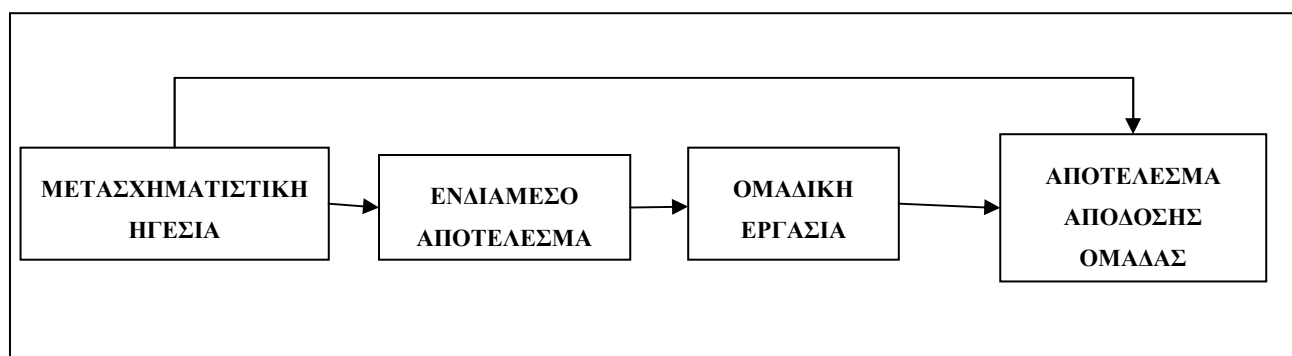 ΜΕΤΑΣΧΗΜΑΤΙΣΤΙΚΗ
ΗΓΕΣΙΑ
ΕΝΔΙΑΜΕΣΟ
ΑΠΟΤΕΛΕΣΜΑ
ΟΜΑΔΙΚΗ
ΕΡΓΑΣΙΑ
ΑΠΟΤΕΛΕΣΜΑ
ΑΠΟΔΟΣΗΣ
ΟΜΑΔΑΣ